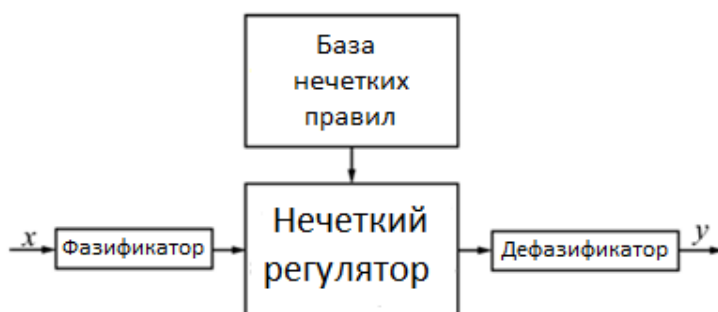 База
нечетких
правил
x
Фазификатор
Нечеткий
регулятор
Дефазификатор
y